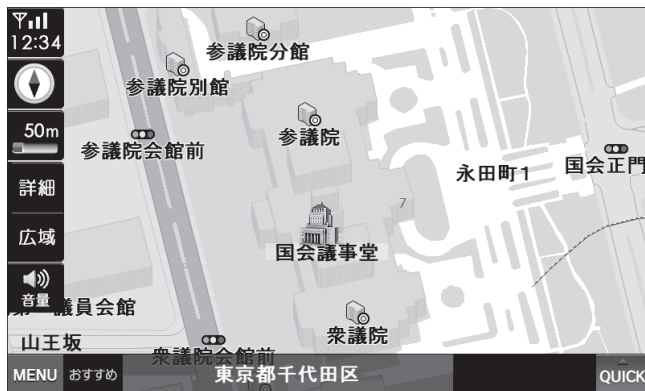 12:34
参議院分館
参議院別館
50m
参議院
参議院会館前
国会正門
永田町1
詳細
7
広域
国会議事堂
音量
議員会館
衆議院
山王坂
衆議院会館前
MENU
おすすめ
東京都千代田区
QUICK